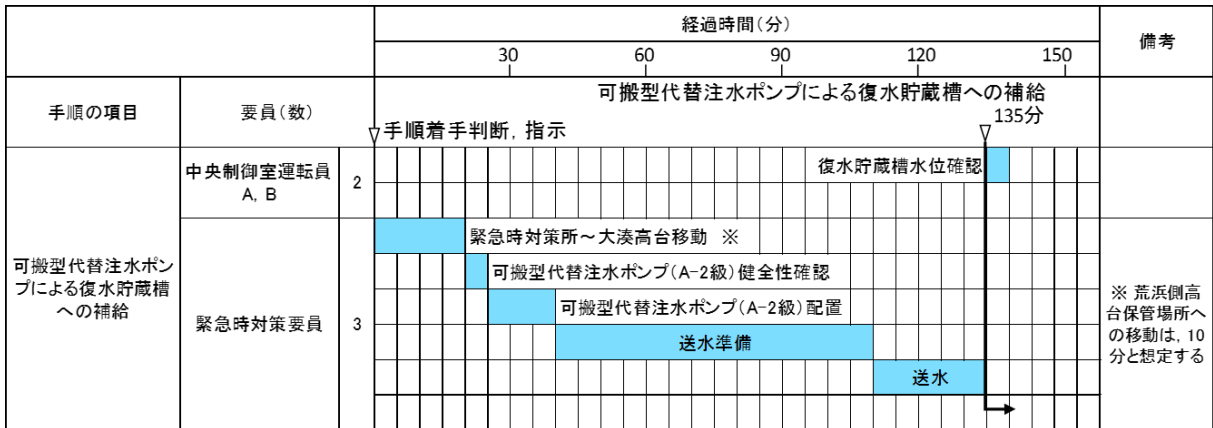 経過時間(分)
備考
30 60 90 120 150
手順の項目
要員(数)
可搬型代替注水ポンプによる復水貯蔵槽への補給
135分
手順着手判断, 指示
可搬型代替注水ポン
プによる復水貯蔵槽
への補給
中央制御室運転員
A, B
2
復水貯蔵槽水位確認
緊急時対策要員
3
緊急時対策所～大湊高台移動 ※
可搬型代替注水ポンプ(A-2級)健全性確認
可搬型代替注水ポンプ(A-2級)配置
送水準備
送水
※ 荒浜側高
台保管場所へ
の移動は, 10
分と想定する